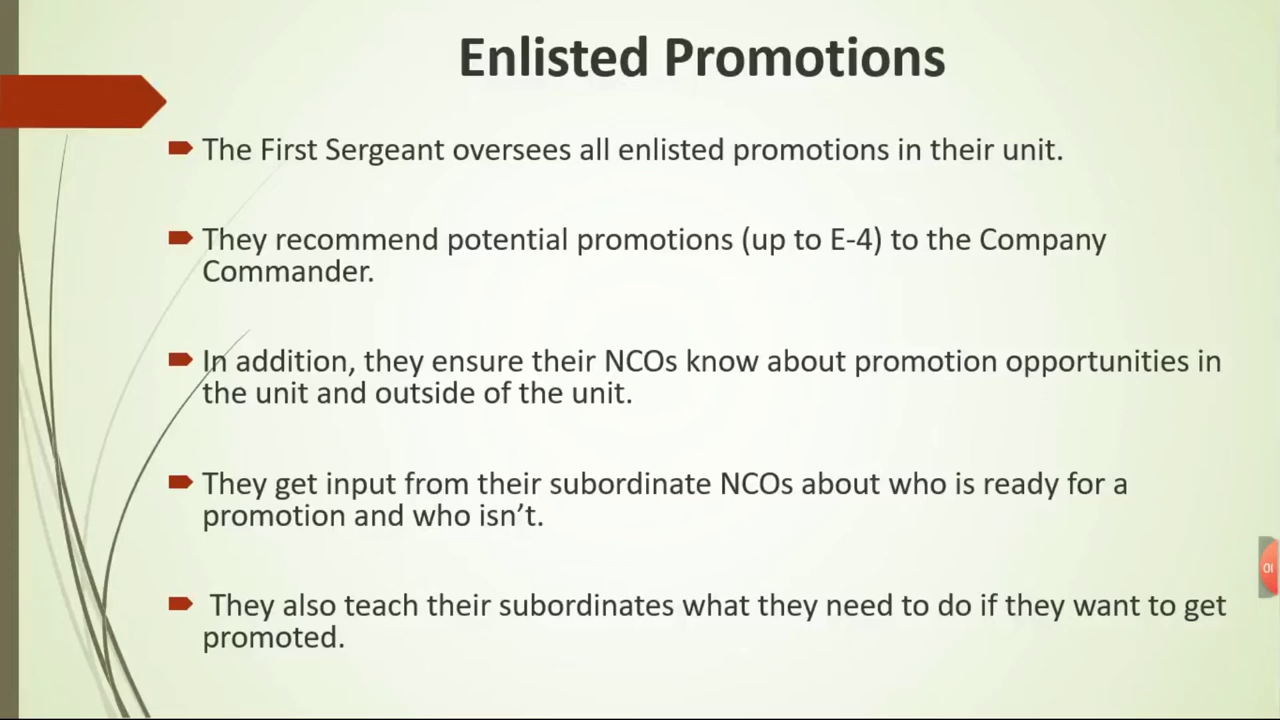 Enlisted Promotions
The First Sergeant oversees all enlisted promotions in their unit.
They recommend potential promotions (up to E-4) to the Company
Commander.
In addition, they ensure their NCOs know about promotion opportunities in
the unit and outside of the unit.
They get input from their subordinate NCOs about who is ready for a
promotion and who isn’t.
They also teach their subordinates what they need to do if they want to get
promoted.